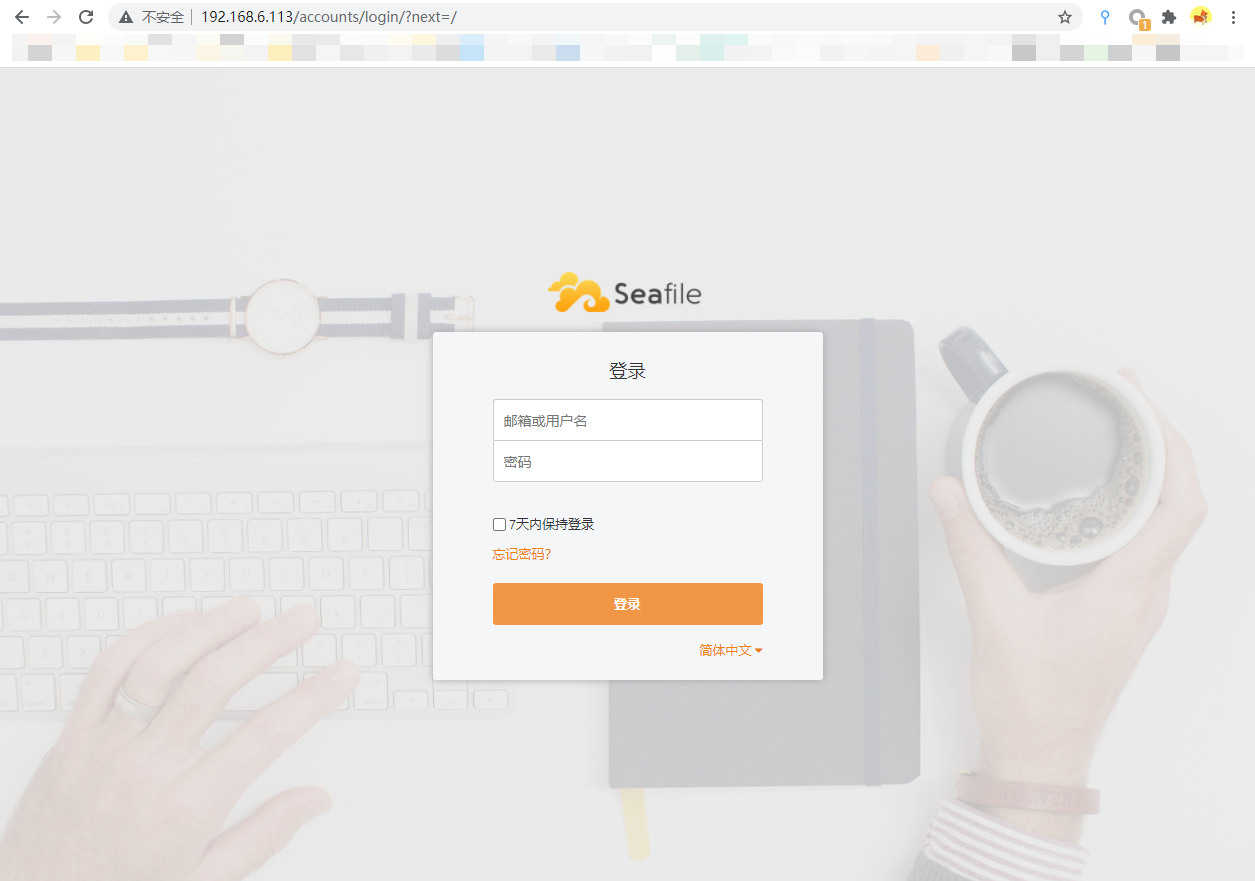 不安全 192.168.6.113/accounts/login/?next=/
1
Seafile
登录
邮箱或用户名
密码
7天内保持登录
忘记密码?
登录
简体中文